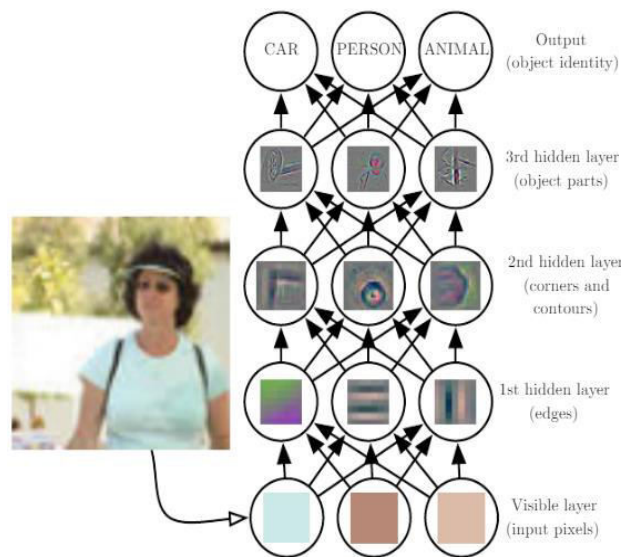 CAR PERSON ANIMAL
Output
(object identity)
3rd hidden layer
(object parts)
2nd hidden layer
(corners and
contours)
1st hidden layer
(edges)
Visible layer
(input pixels)